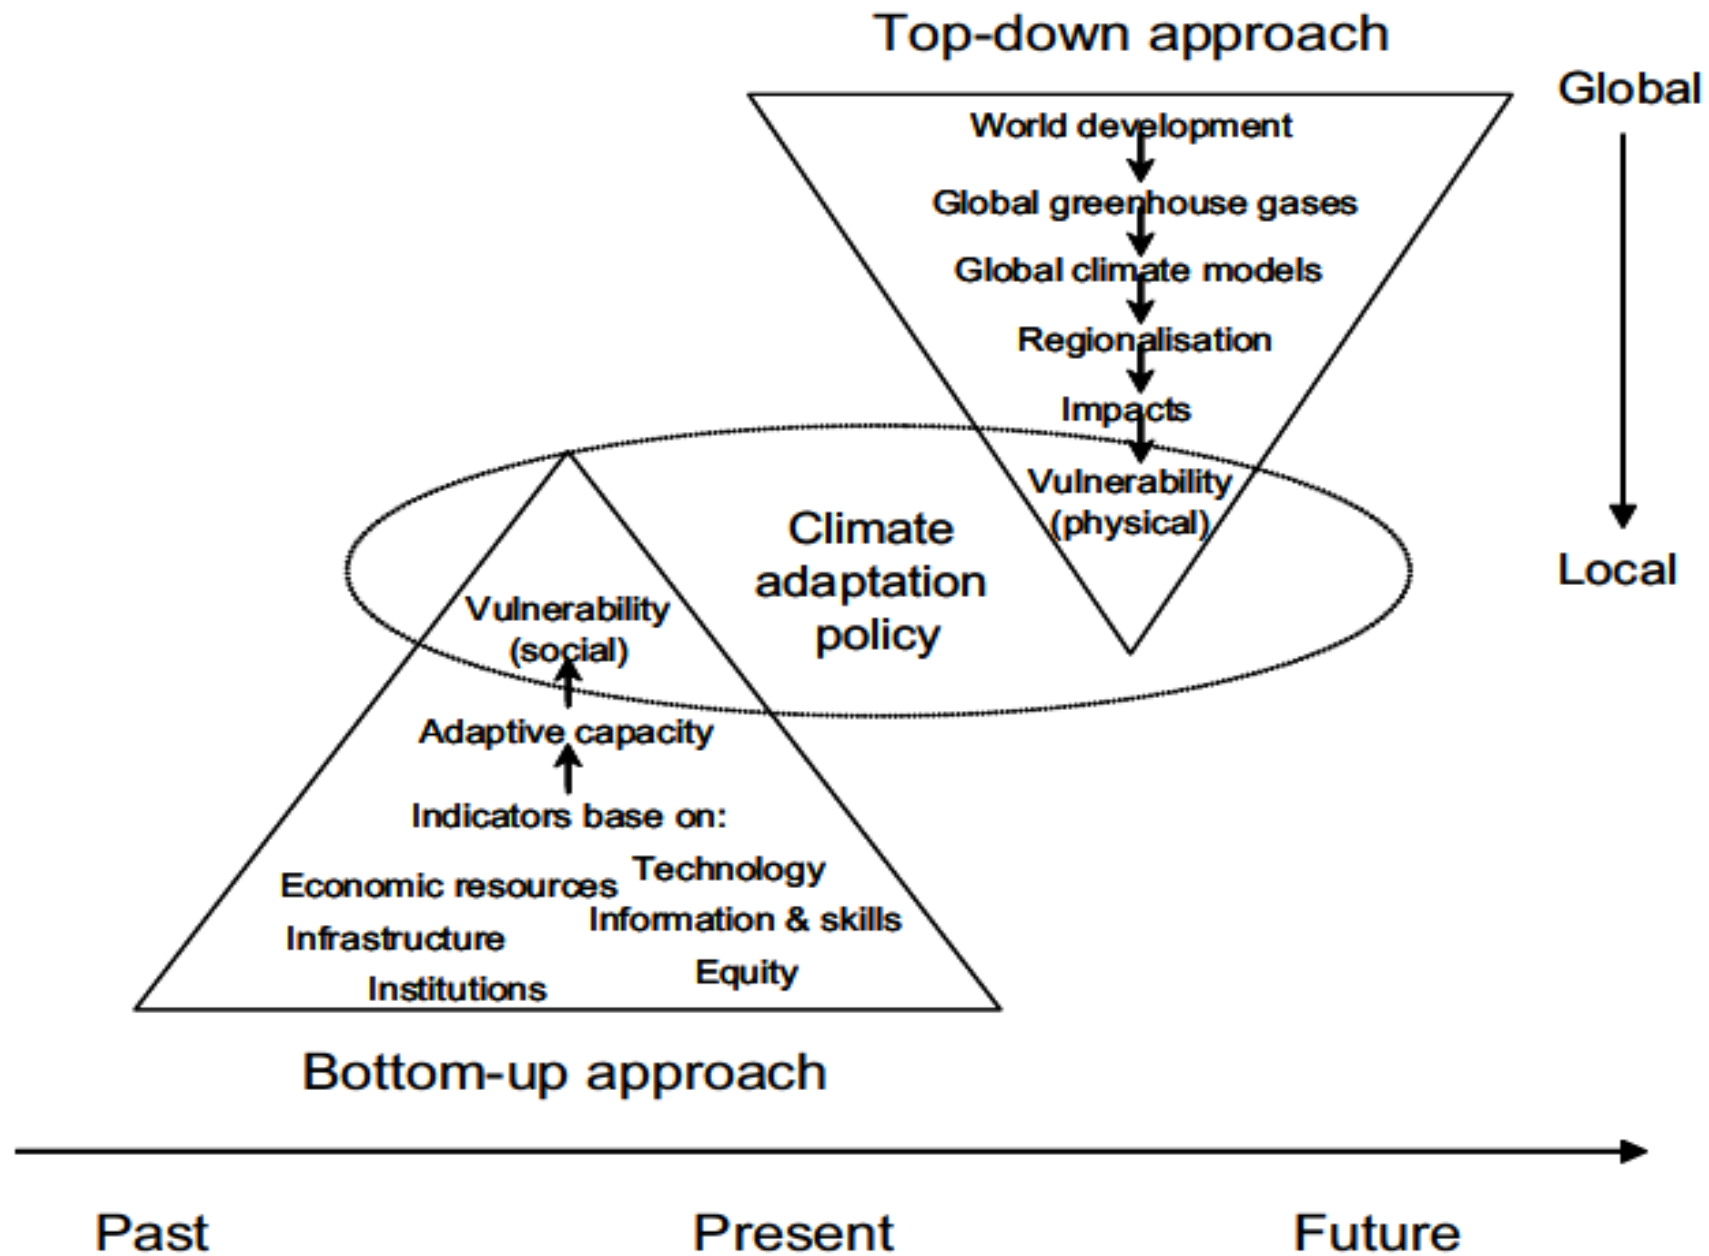 Top-down approach
Global
World development
Global greenhouse gases
Global climate models
Regionalisation
Impacts
Vulnerability
(physical)
Local
Climate
adaptation
policy
Vulnerability
(social)
Adaptive capacity
Indicators base on:
Economic resources
Technology
Infrastructure
Information & skills
Institutions
Equity
Bottom-up approach
Past
Present
Future